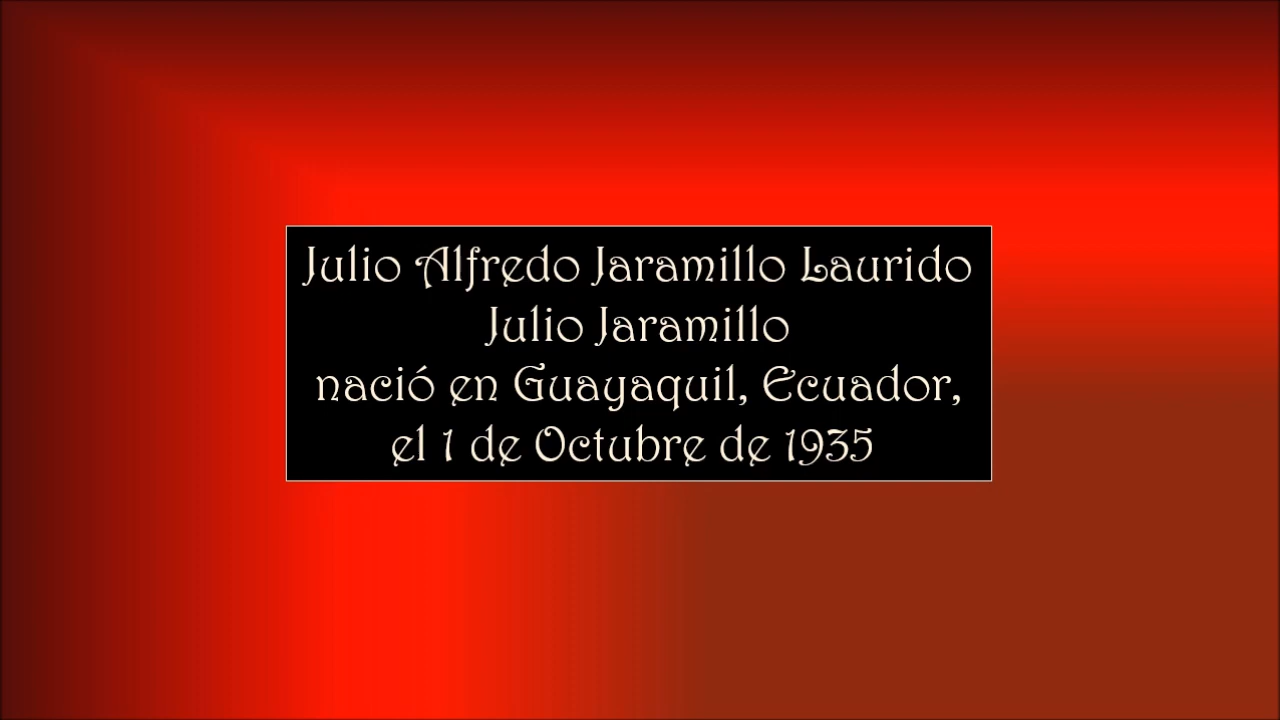 Julio Alfredo Jaramillo Laurido
Julio Jaramillo
nació en Guayaquil, Ecuador,
el 1 de Octubre de 1935